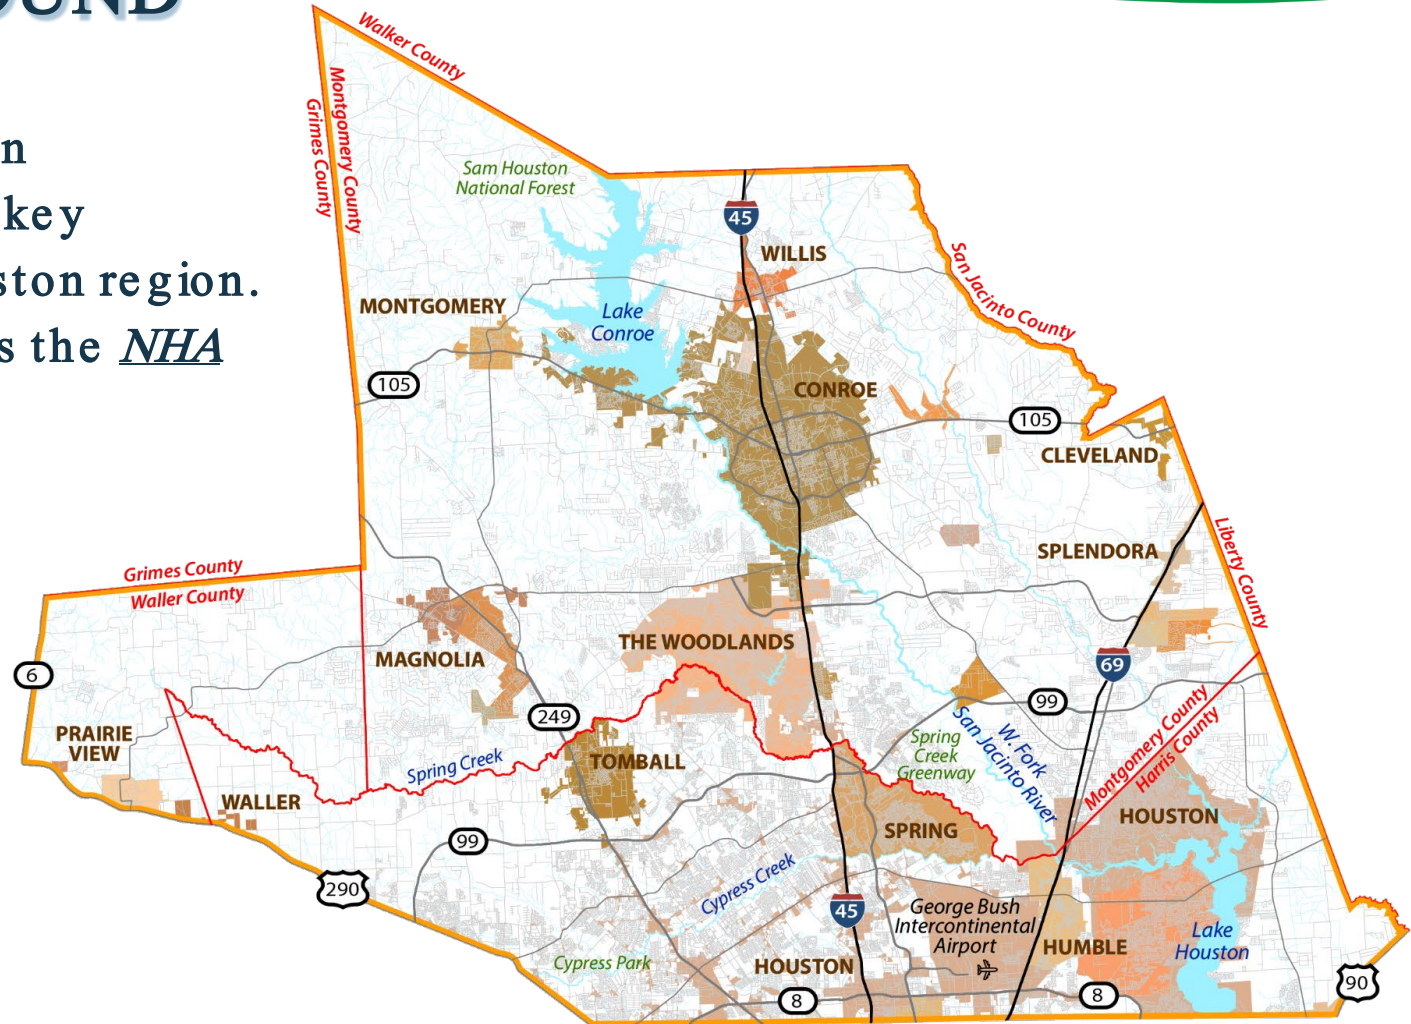 OUND
n
key
ston region.
s the NHA
Walker County
Montgomery County
Grimes County
Sam Houston
National Forest
45
WILLIS
San Jacinto County
MONTGOMERY
Lake
Conroe
105
CONROE
105
CLEVELAND
Liberty County
SPLENDORA
Grimes County
Waller County
THE WOODLANDS
MAGNOLIA
6
69
99
249
PRAIRIE
VIEW
Spring Creek
TOMBALL
Spring
Creek
Greenway
W. Fork
San Jacinto River
Montgomery County
Harris County
WALLER
HOUSTON
SPRING
99
Cypress Creek
290
45
George Bush
Intercontinental
Airport
HUMBLE
Lake
Houston
Cypress Park
HOUSTON
8
8
90